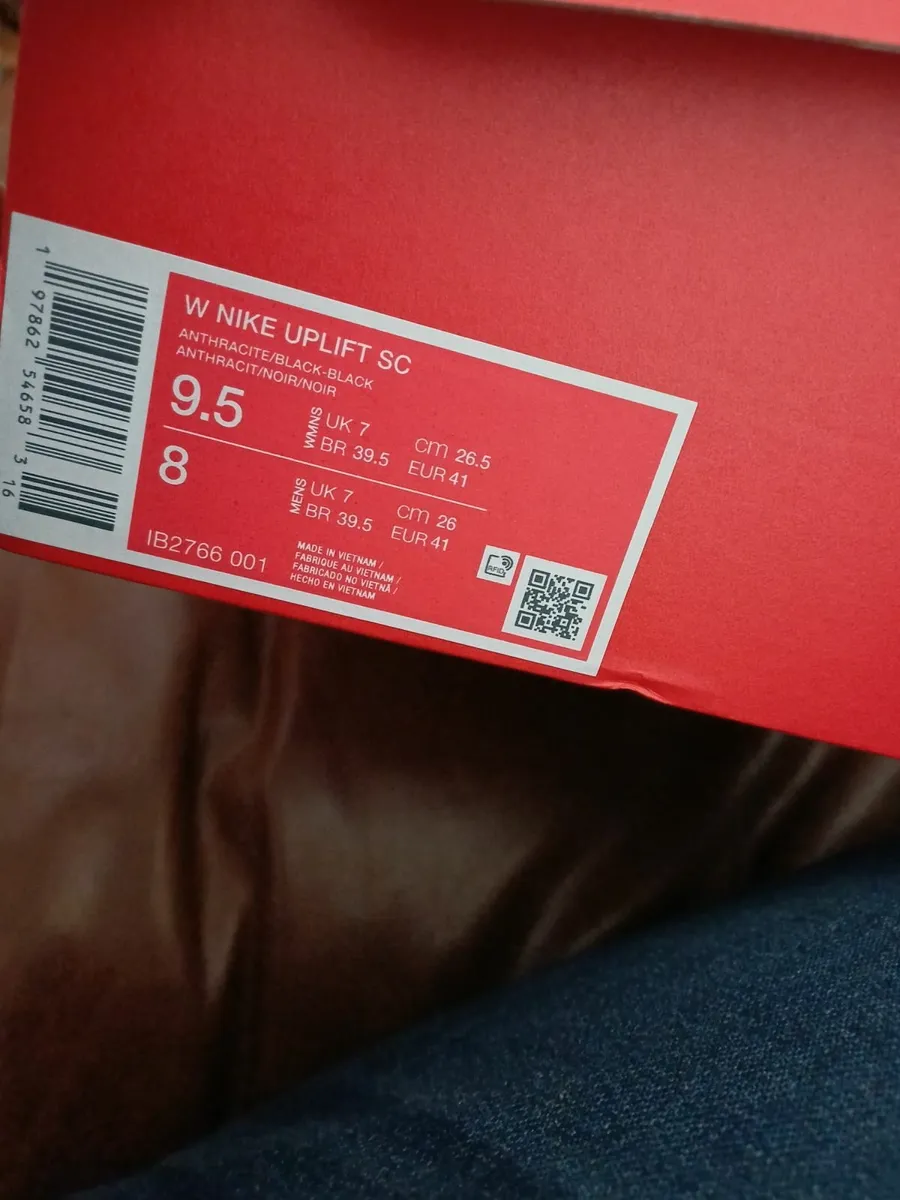 W NIKE UPLIFT SC
ANTHRACITE/BLACK-BLACK
ANTHRACIT/NOIR/NOIR
9.5
WMNS
UK 7
cm 26.5
BR 39.5
EUR 41
8
MENS
UK 7
cm 26
BR 39.5
EUR 41
IB2766 001
MADE IN VIETNAM /
FABRIQUE AU VIETNAM /
FABRICADO NO VIETNÃ /
HECHO EN VIETNAM
RFID
1 97862 54658 3 16